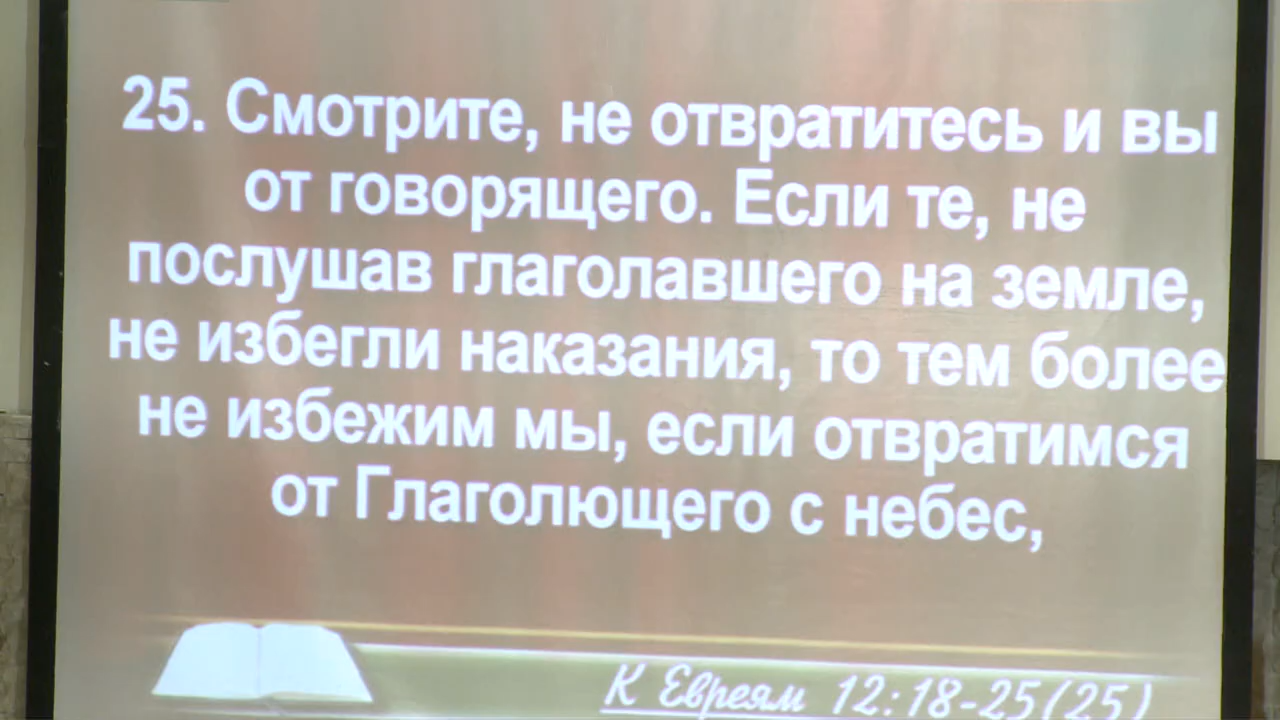 25. Смотрите, не отвратитесь и вы
от говорящего. Если те, не
послушав глаголавшего на земле,
не избегли наказания, то тем более
не избежим мы, если отвратимся
от Глаголющего с небес,
К Евреям 12:18-25(25)